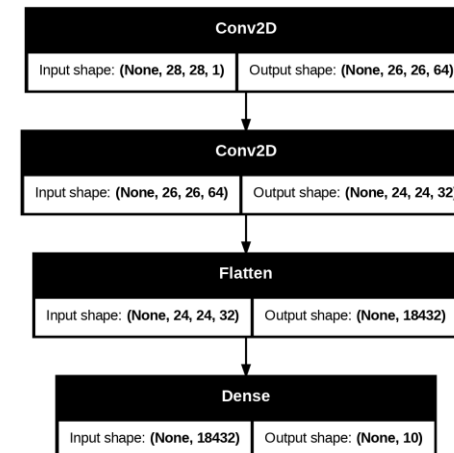 Conv2D
Input shape: (None, 28, 28, 1) Output shape: (None, 26, 26, 64)
Conv2D
Input shape: (None, 26, 26, 64) Output shape: (None, 24, 24, 32)
Flatten
Input shape: (None, 24, 24, 32) Output shape: (None, 18432)
Dense
Input shape: (None, 18432) Output shape: (None, 10)